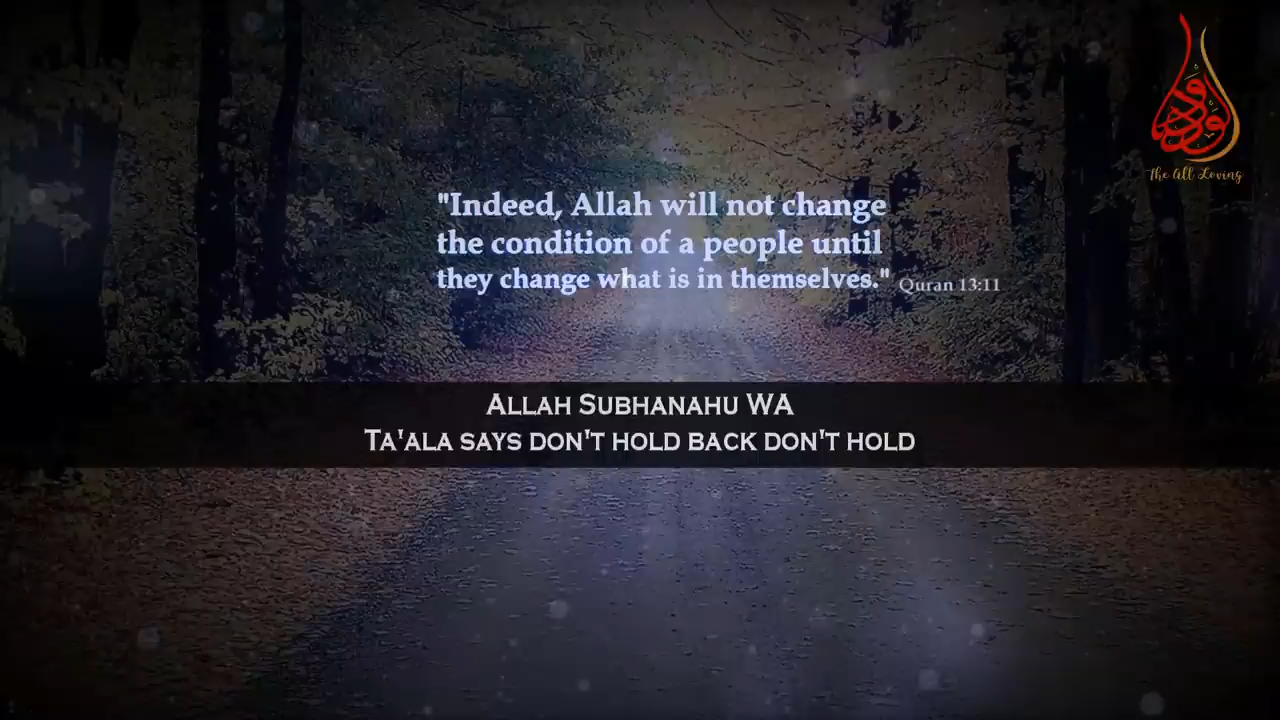 الودود
The All Loving
"Indeed, Allah will not change
the condition of a people until
they change what is in themselves." Quran 13:11
ALLAH SUBHANAHU WA
TA'ALA SAYS DON'T HOLD BACK DON'T HOLD